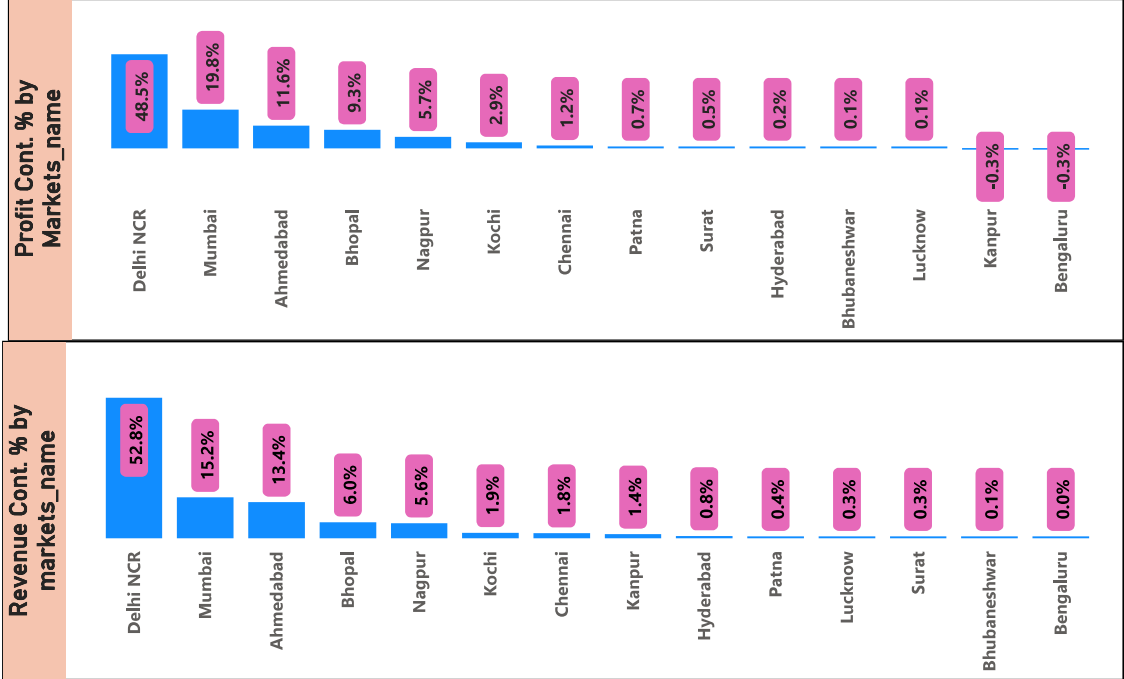 Profit Cont. % by
Markets_name
48.5%
19.8%
11.6%
9.3%
5.7%
2.9%
1.2%
0.7%
0.5%
0.2%
0.1%
0.1%
-0.3%
-0.3%
Delhi NCR
Mumbai
Ahmedabad
Bhopal
Nagpur
Kochi
Chennai
Patna
Surat
Hyderabad
Bhubaneshwar
Lucknow
Kanpur
Bengaluru
Revenue Cont. % by
markets_name
52.8%
15.2%
13.4%
6.0%
5.6%
1.9%
1.8%
1.4%
0.8%
0.4%
0.3%
0.3%
0.1%
0.0%
Delhi NCR
Mumbai
Ahmedabad
Bhopal
Nagpur
Kochi
Chennai
Kanpur
Hyderabad
Patna
Lucknow
Surat
Bhubaneshwar
Bengaluru